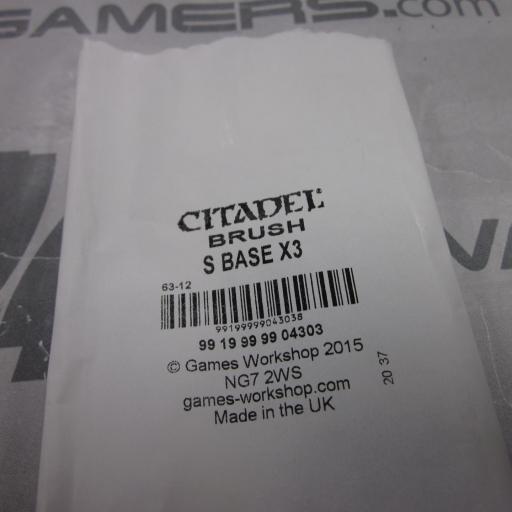 GAMERS.com
CITADEL
BRUSH
S BASE X3
63-12
99199999043038
99 19 99 99 04303
© Games Workshop 2015
NG7 2WS
games-workshop.com
Made in the UK
20 37